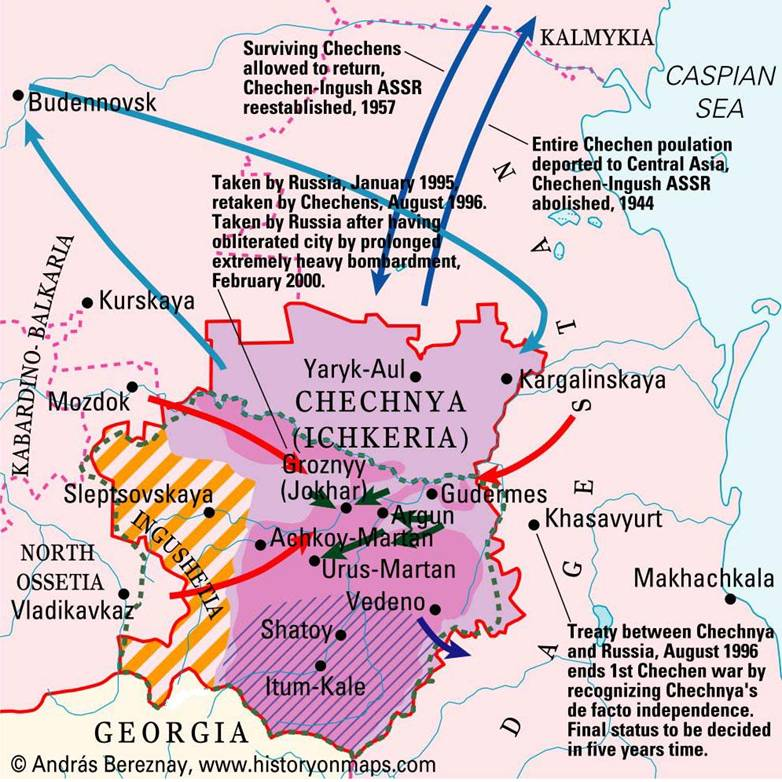 KALMYKIA
CASPIAN
SEA
Surviving Chechens
allowed to return,
Chechen-Ingush ASSR
reestablished, 1957
Budennovsk
Entire Chechen poulation
deported to Central Asia,
Chechen-Ingush ASSR
abolished, 1944
Taken by Russia, January 1995,
retaken by Chechens, August 1996.
Taken by Russia after having
obliterated city by prolonged
extremely heavy bombardment,
February 2000.
KABARDINO-BALKARIA
Kurskaya
DAGESTAN
Yaryk-Aul
Kargalinskaya
Mozdok
CHECHNYA
(ICHKERIA)
Groznyy
(Jokhar)
Gudermes
Sleptsovskaya
Argun
Khasavyurt
INGUSHETIA
Achkoy-Martan
NORTH
OSSETIA
Urus-Martan
Makhachkala
Vladikavkaz
Vedeno
Shatoy
Itum-Kale
Treaty between Chechnya
and Russia, August 1996
ends 1st Chechen war by
recognizing Chechnya's
de facto independence.
Final status to be decided
in five years time.
GEORGIA
© András Bereznay, www.historyonmaps.com